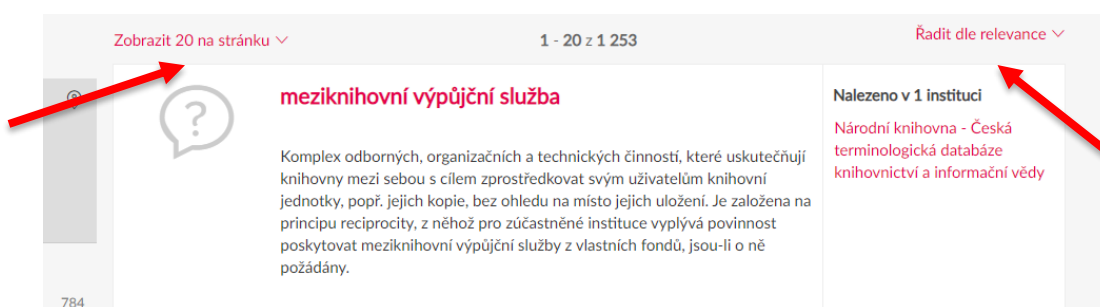 Zobrazit 20 na stránku
1 - 20 z 1 253
Řadit dle relevance
meziknihovní výpůjční služba
Komplex odborných, organizačních a technických činností, které uskutečňují
knihovny mezi sebou s cílem zprostředkovat svým uživatelům knihovní
jednotky, popř. jejich kopie, bez ohledu na místo jejich uložení. Je založena na
principu reciprocity, z něhož pro zúčastněné instituce vyplývá povinnost
poskytovat meziknihovní výpůjční služby z vlastních fondů, jsou-li o ně
požádány.
Nalezeno v 1 instituci
Národní knihovna - Česká
terminologická databáze
knihovnictví a informační vědy
784